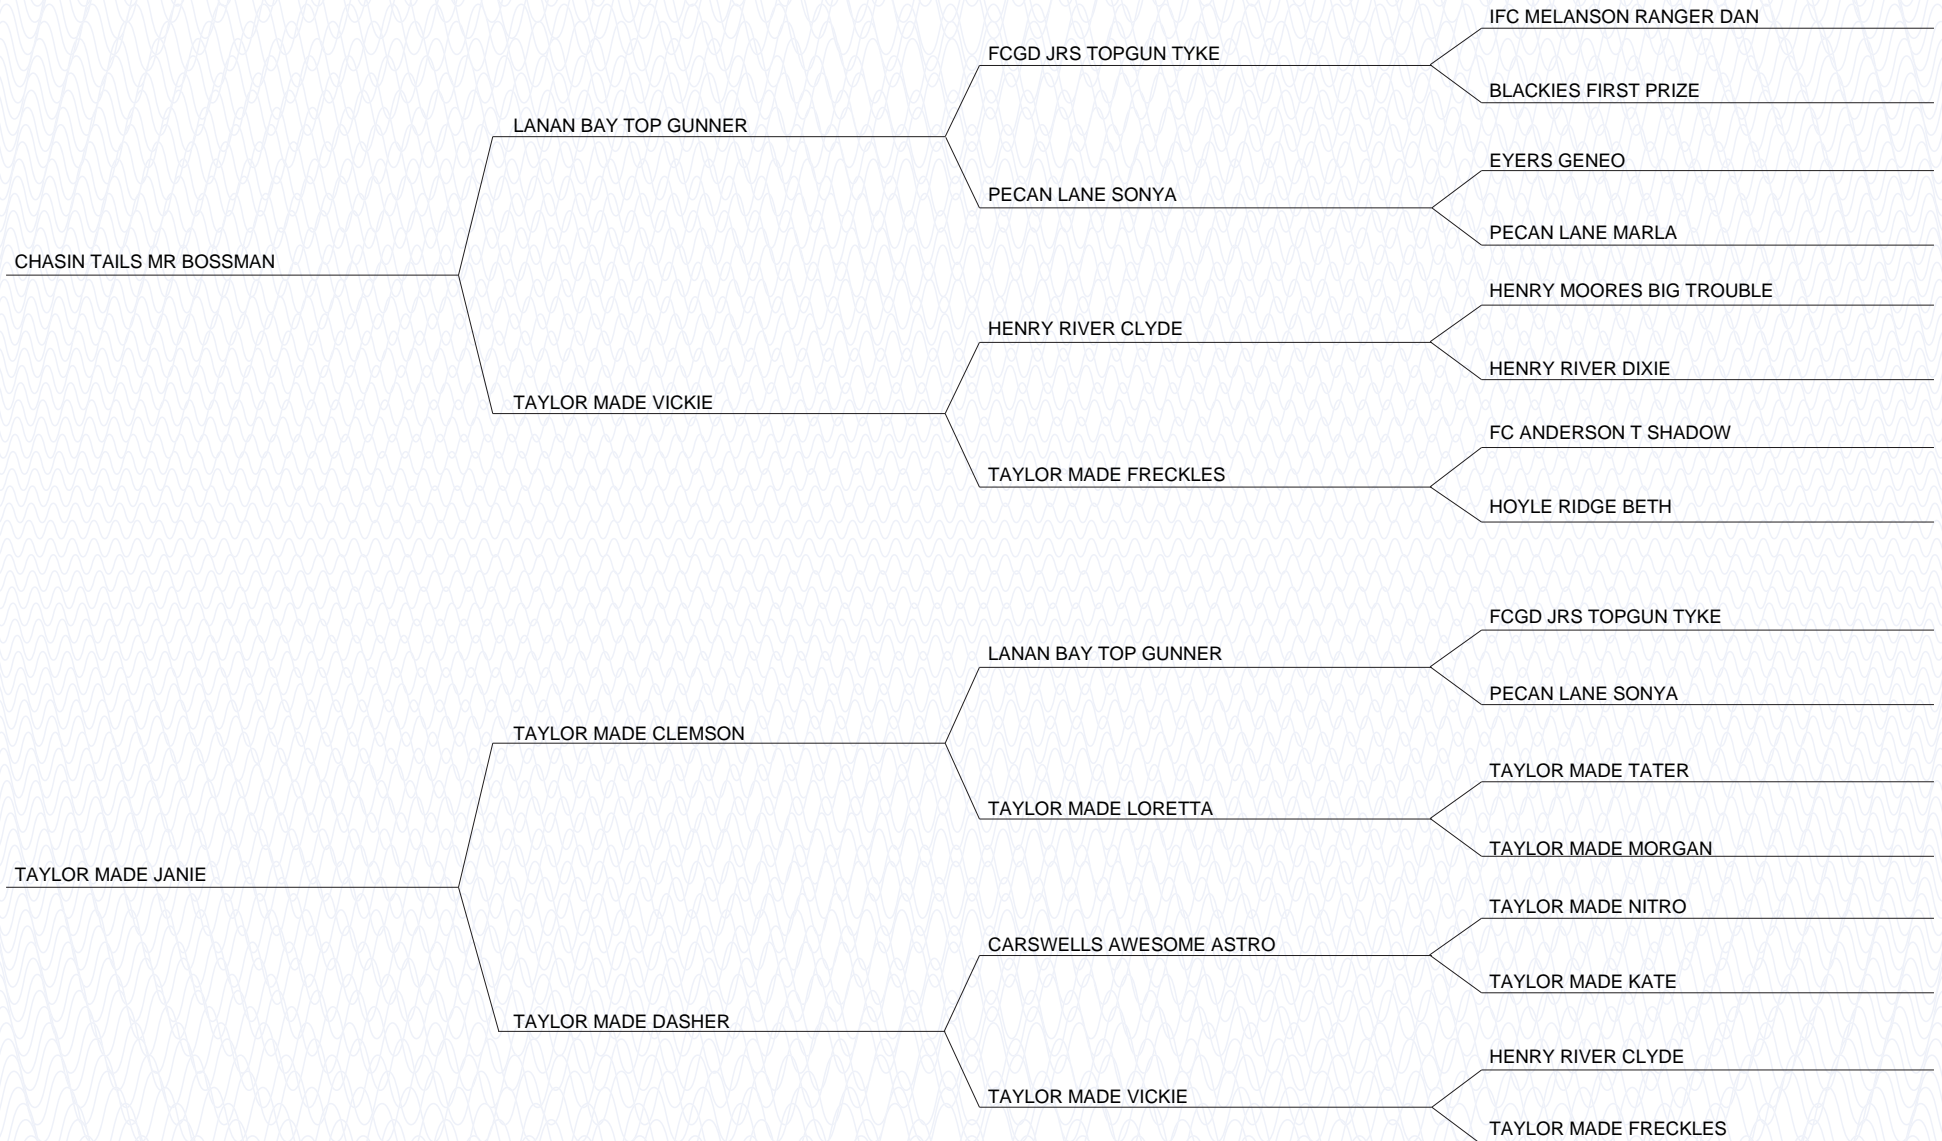 IFC MELANSON RANGER DAN
FCGD JRS TOPGUN TYKE
BLACKIES FIRST PRIZE
LANAN BAY TOP GUNNER
EYERS GENEO
PECAN LANE SONYA
PECAN LANE MARLA
CHASIN TAILS MR BOSSMAN
HENRY MOORES BIG TROUBLE
HENRY RIVER CLYDE
HENRY RIVER DIXIE
TAYLOR MADE VICKIE
FC ANDERSON T SHADOW
TAYLOR MADE FRECKLES
HOYLE RIDGE BETH
FCGD JRS TOPGUN TYKE
LANAN BAY TOP GUNNER
PECAN LANE SONYA
TAYLOR MADE CLEMSON
TAYLOR MADE TATER
TAYLOR MADE LORETTA
TAYLOR MADE MORGAN
TAYLOR MADE JANIE
TAYLOR MADE NITRO
CARSWELLS AWESOME ASTRO
TAYLOR MADE KATE
TAYLOR MADE DASHER
HENRY RIVER CLYDE
TAYLOR MADE VICKIE
TAYLOR MADE FRECKLES